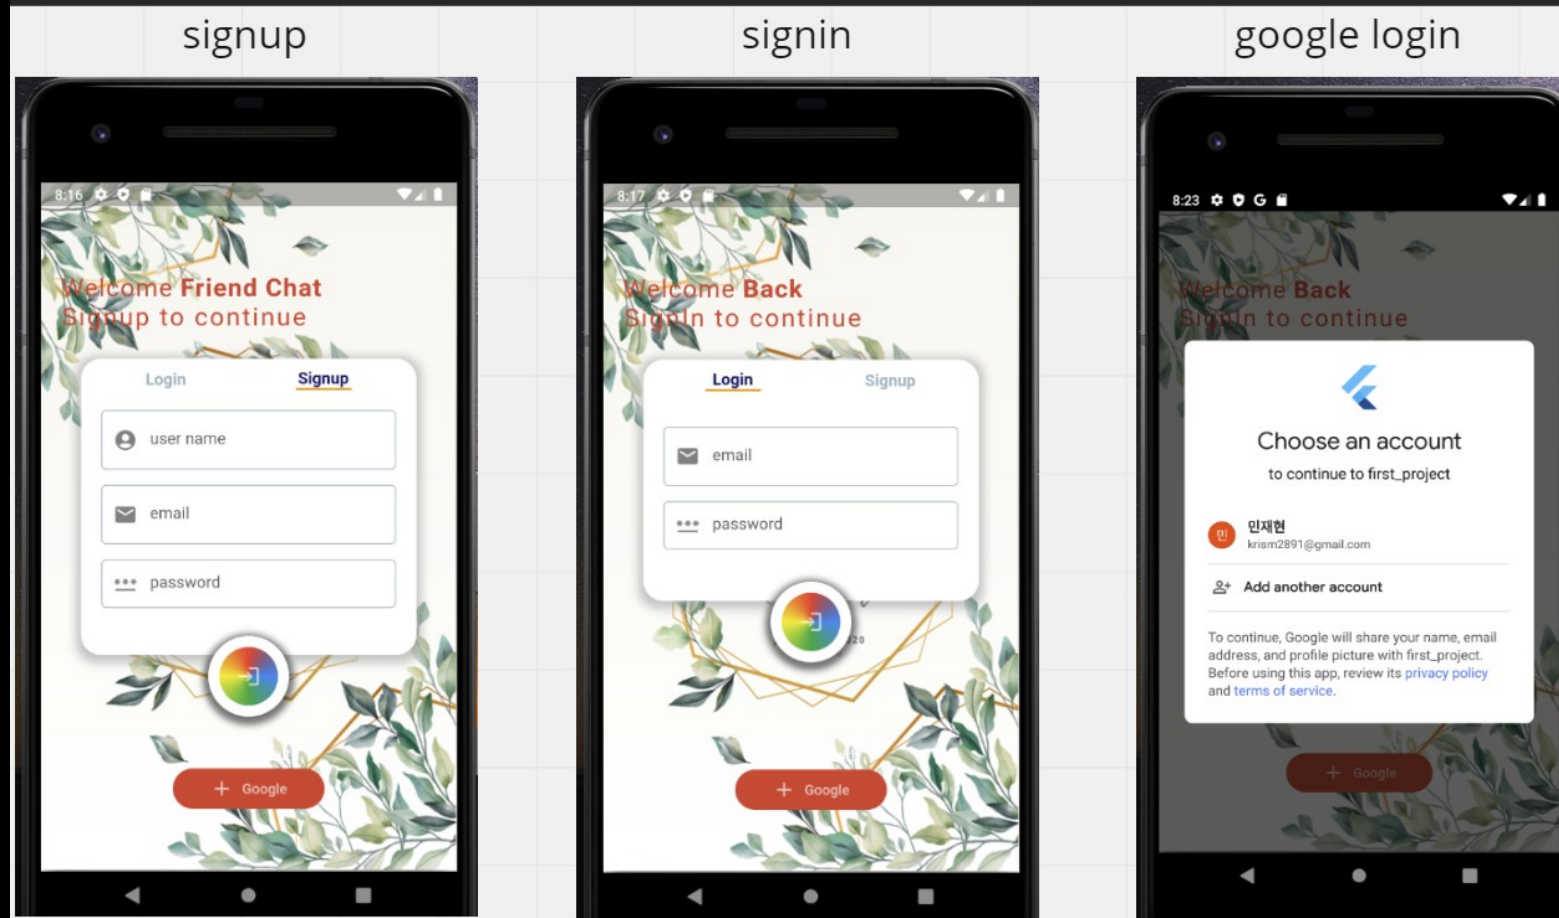 signup
8:16
Welcome Friend Chat
Signup to continue
Login Signup
user name
email
password
+ Google
signin
8:17
Welcome Back
SignIn to continue
Login Signup
email
password
20
+ Google
google login
8:23 G
Welcome Back
SignIn to continue
Choose an account
to continue to first_project
민 민재현
krism2891@gmail.com
Add another account
To continue, Google will share your name, email
address, and profile picture with first_project.
Before using this app, review its privacy policy
and terms of service.
+ Google